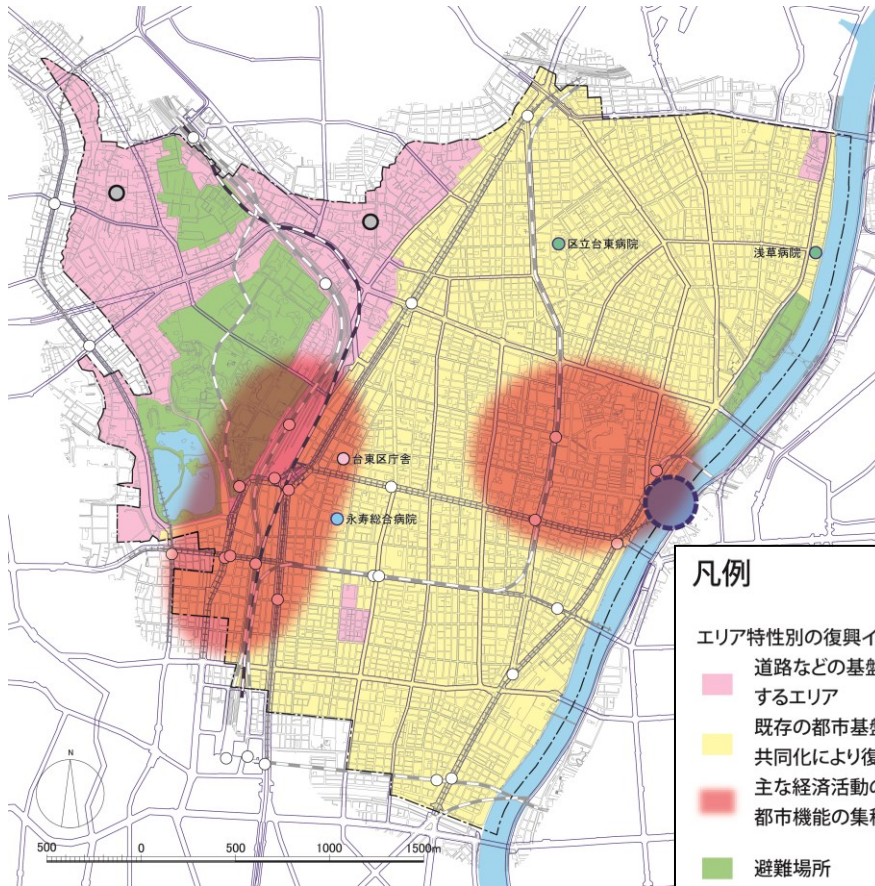 区立台東病院
浅草病院
台東区庁舎
永寿総合病院
凡例
エリア特性別の復興イ
道路などの基盤
するエリア
既存の都市基盤
共同化により復
主な経済活動の
都市機能の集積
避難場所
N
500 0 500 1000 1500m